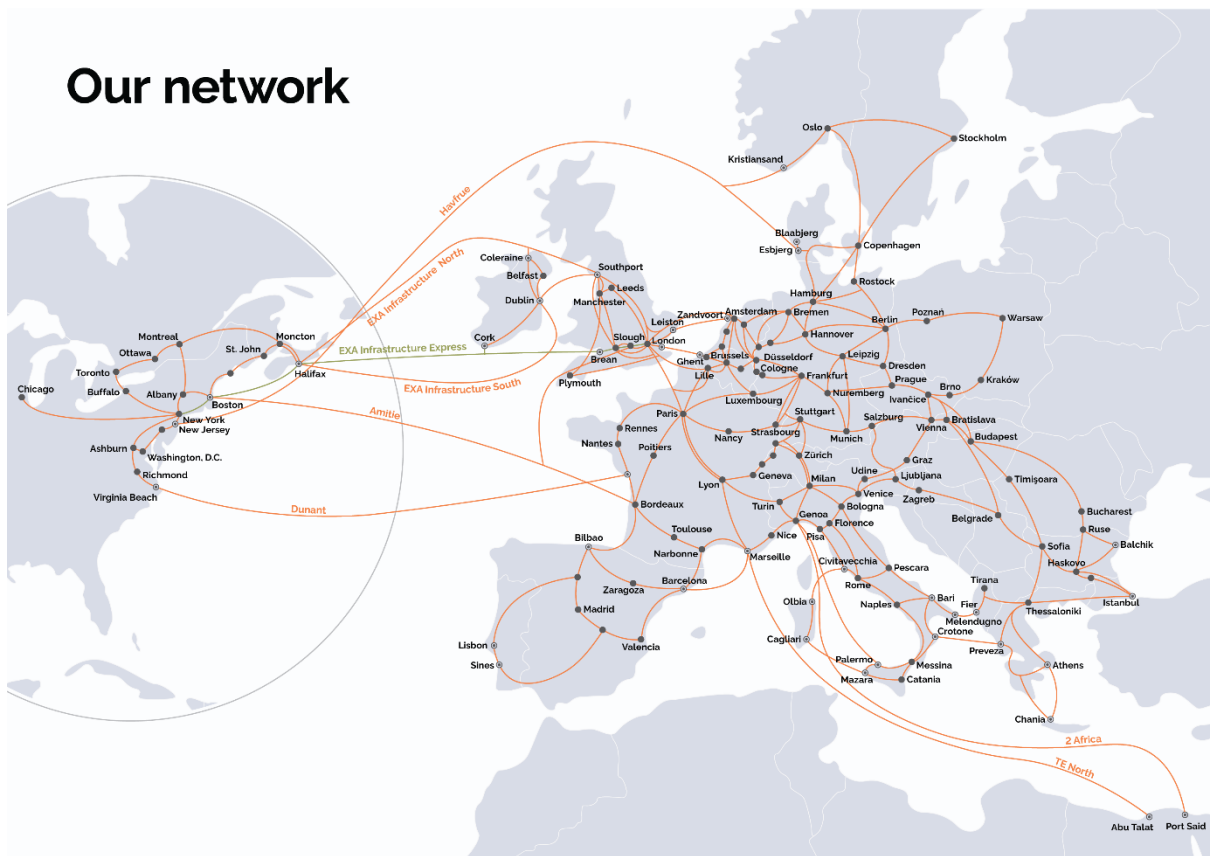 Our network
Oslo
Stockholm
Kristiansand
Havfrue
Blaabjerg
Esbjerg
Copenhagen
EXA Infrastructure North
Coleraine
Belfast
Southport
Leeds
Manchester
Dublin
Rostock
Hamburg
Leiston
Zandvoort
Amsterdam
Bremen
Berlin
Poznań
Warsaw
Montreal
Moncton
Ottawa
St. John
EXA Infrastructure Express
Cork
Slough
London
Hannover
Toronto
Halifax
Brean
Ghent
Brussels
Düsseldorf
Leipzig
Cologne
Dresden
Chicago
Buffalo
Albany
Boston
EXA Infrastructure South
Plymouth
Lille
Frankfurt
Prague
Kraków
Luxembourg
Nuremberg
Brno
Ivančice
Amitie
New York
New Jersey
Paris
Stuttgart
Salzburg
Bratislava
Rennes
Nancy
Strasbourg
Munich
Vienna
Budapest
Ashburn
Washington, D.C.
Nantes
Poitiers
Zürich
Graz
Richmond
Geneva
Udine
Ljubljana
Timișoara
Virginia Beach
Lyon
Milan
Venice
Zagreb
Dunant
Bordeaux
Turin
Bologna
Genoa
Florence
Belgrade
Bucharest
Toulouse
Nice
Pisa
Ruse
Bilbao
Narbonne
Marseille
Sofia
Balchik
Civitavecchia
Haskovo
Pescara
Zaragoza
Barcelona
Rome
Tirana
Olbia
Naples
Bari
Fier
Istanbul
Madrid
Melendugno
Thessaloniki
Cagliari
Crotone
Lisbon
Valencia
Preveza
Sines
Palermo
Messina
Athens
Mazara
Catania
Chania
2 Africa
TE North
Abu Talat
Port Said